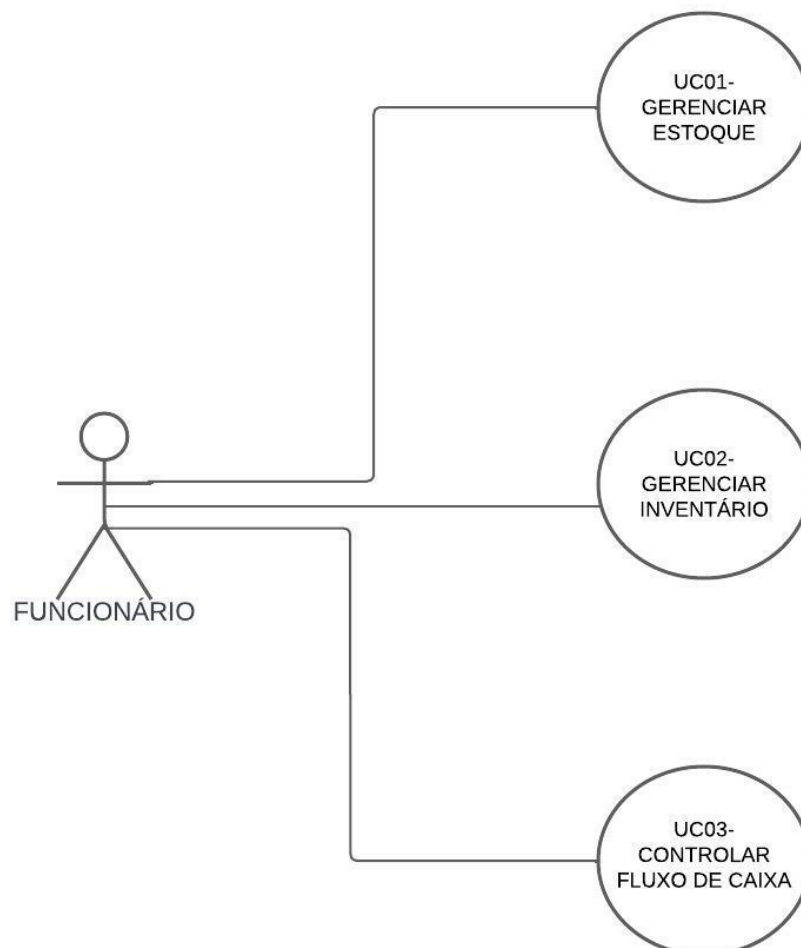 UC01-
GERENCIAR
ESTOQUE
UC02-
GERENCIAR
INVENTÁRIO
FUNCIONÁRIO
UC03-
CONTROLAR
FLUXO DE CAIXA